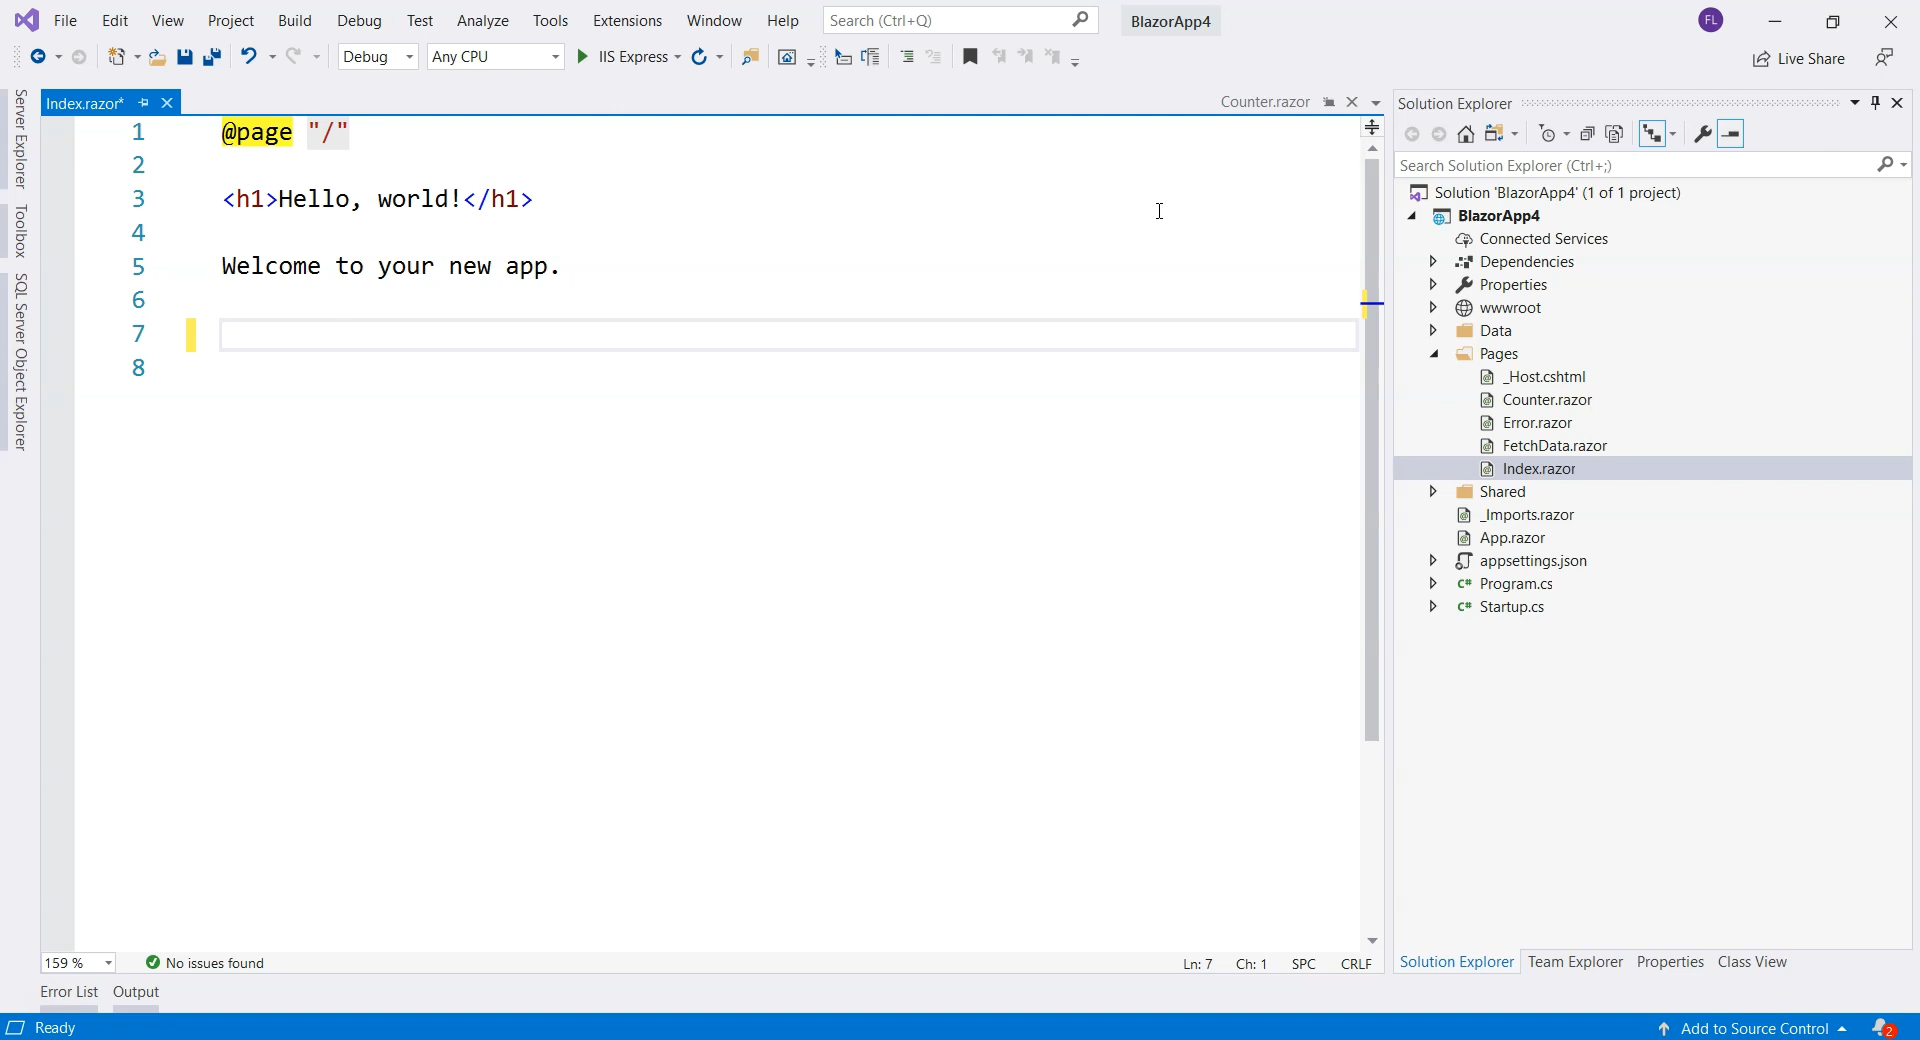 File Edit View Project Build Debug Test Analyze Tools Extensions Window Help Search (Ctrl+Q) BlazorApp4 FL
Debug Any CPU IIS Express Live Share
Server Explorer
Toolbox
SQL Server Object Explorer
Index.razor* Counter.razor
1 @page "/"
2
3 <h1>Hello, world!</h1>
4
5 Welcome to your new app.
6
7
8
159 % No issues found Ln: 7 Ch: 1 SPC CRLF
Solution Explorer
Search Solution Explorer (Ctrl+;)
Solution 'BlazorApp4' (1 of 1 project)
BlazorApp4
Connected Services
Dependencies
Properties
wwwroot
Data
Pages
_Host.cshtml
Counter.razor
Error.razor
FetchData.razor
Index.razor
Shared
_Imports.razor
App.razor
appsettings.json
C# Program.cs
C# Startup.cs
Solution Explorer Team Explorer Properties Class View
Error List Output
Ready Add to Source Control 2